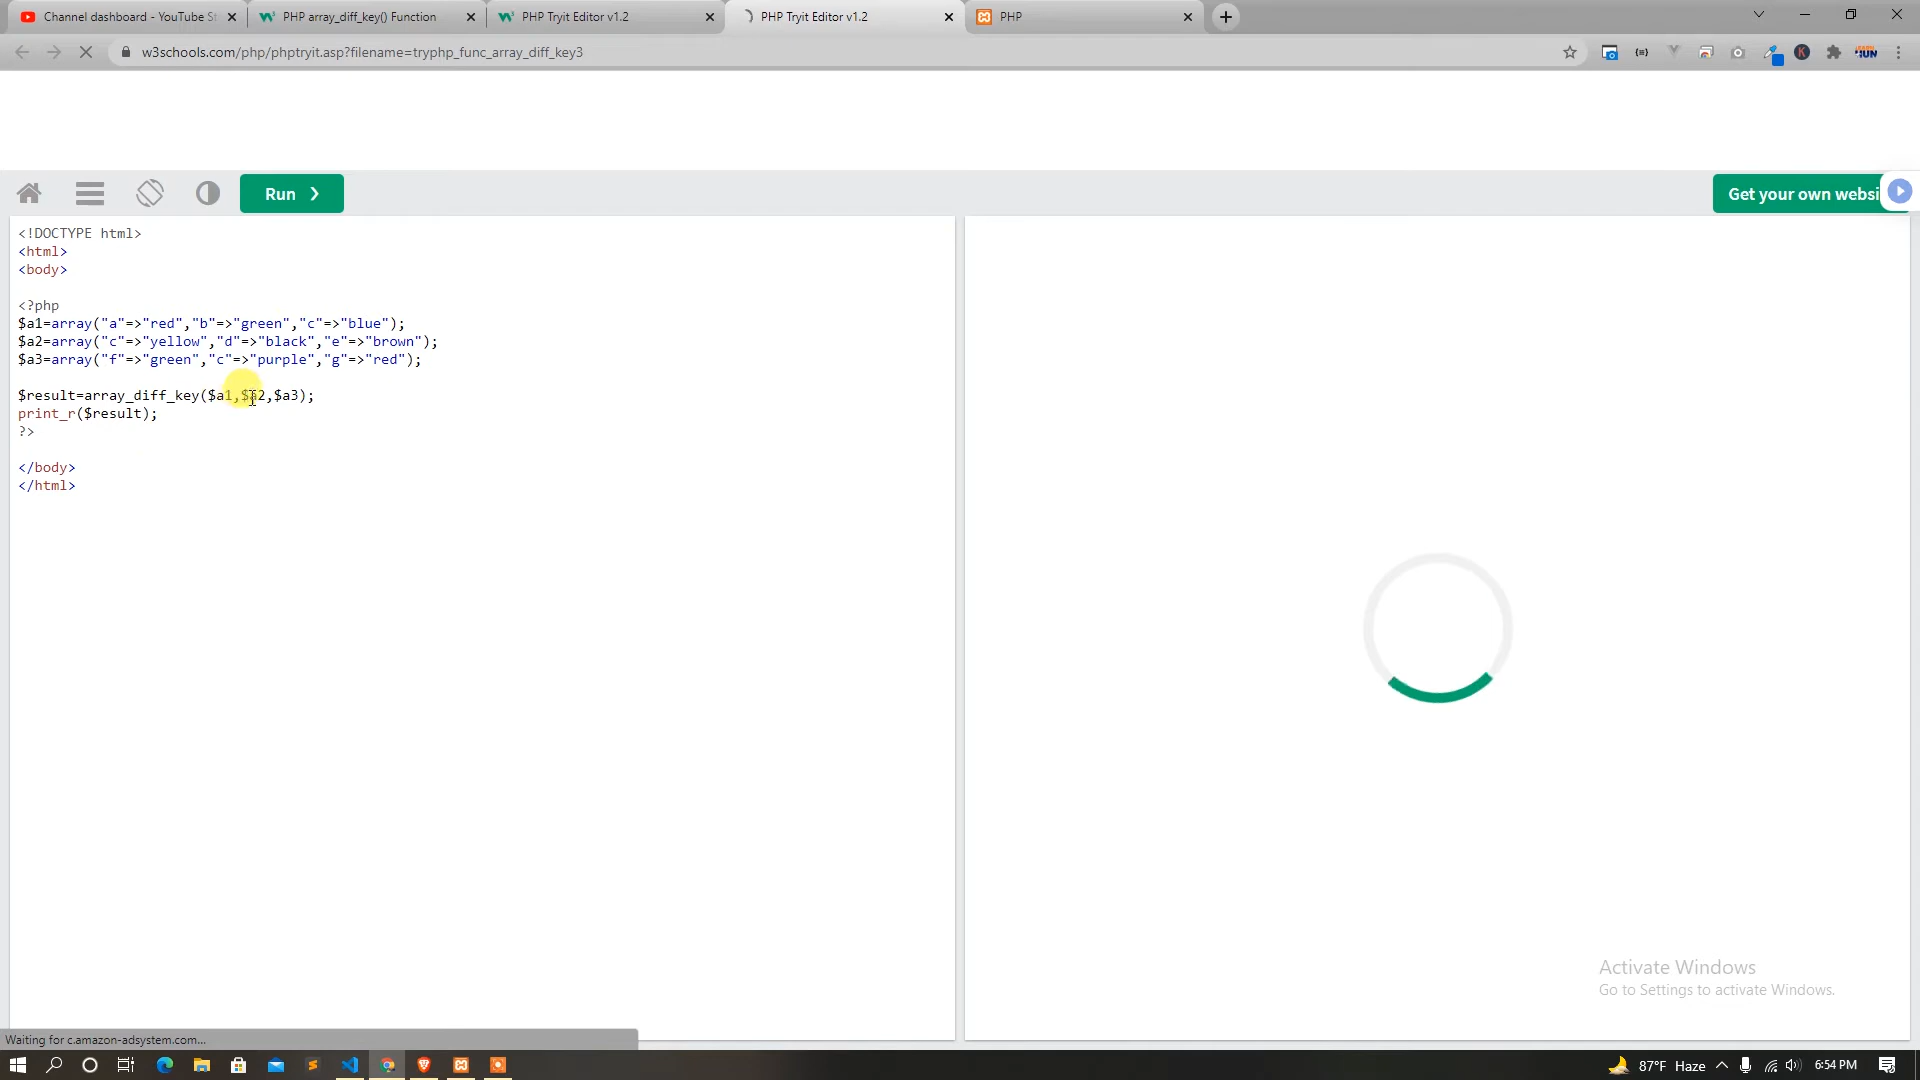 Channel dashboard - YouTube St
PHP array_diff_key() Function
PHP Tryit Editor v1.2
PHP Tryit Editor v1.2
PHP
w3schools.com/php/phptryit.asp?filename=tryphp_func_array_diff_key3
Run ❯
Get your own websi
<!DOCTYPE html>
<html>
<body>
<?php
$a1=array("a"=>"red","b"=>"green","c"=>"blue");
$a2=array("c"=>"yellow","d"=>"black","e"=>"brown");
$a3=array("f"=>"green","c"=>"purple","g"=>"red");
$result=array_diff_key($a1,$a2,$a3);
print_r($result);
?>
</body>
</html>
Activate Windows
Go to Settings to activate Windows.
Waiting for c.amazon-adsystem.com...
87°F Haze
6:54 PM